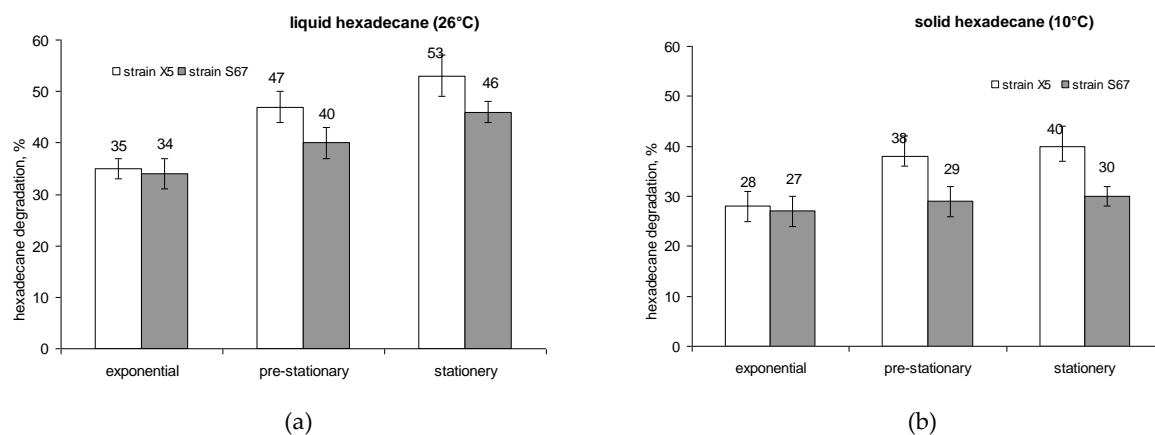 liquid hexadecane (26°C)
hexadecane degradation, %
60
50
40
30
20
10
0
strain X5 strain S67
35 34
47 40
53 46
exponential pre-stationary stationery
(a)
solid hexadecane (10°C)
hexadecane degradation, %
60
50
40
30
20
10
0
strain X5 strain S67
28 27
38 29
40 30
exponential pre-stationary stationery
(b)